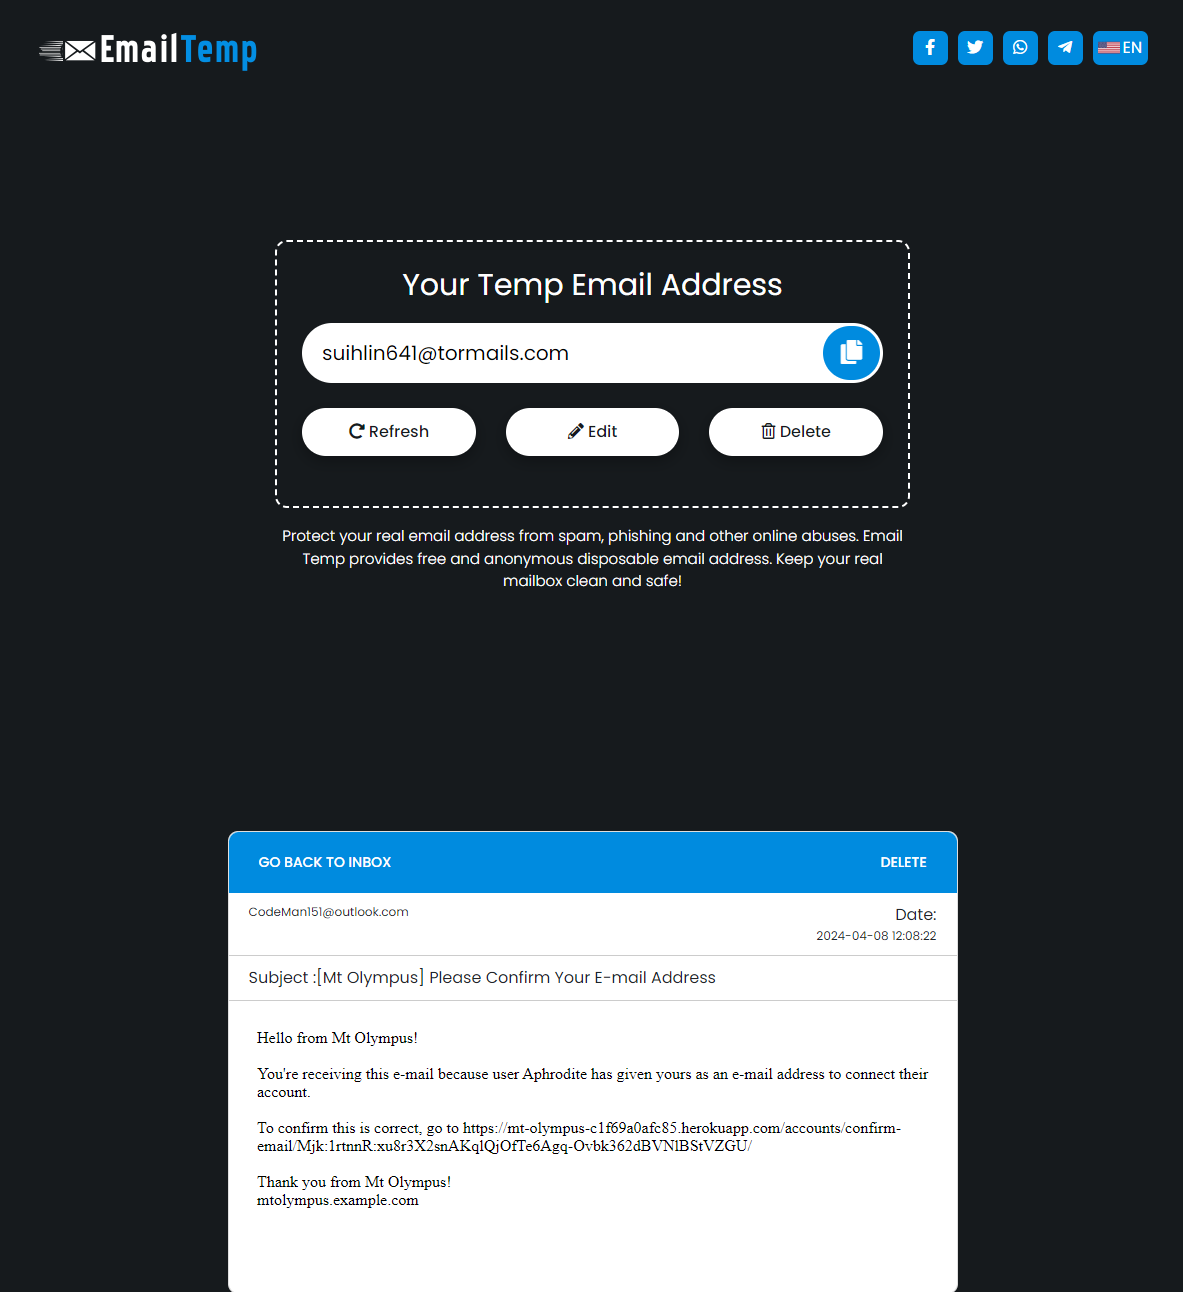 EmailTemp
EN
Your Temp Email Address
suihlin641@tormails.com
Refresh
Edit
Delete
Protect your real email address from spam, phishing and other online abuses. Email
Temp provides free and anonymous disposable email address. Keep your real
mailbox clean and safe!
GO BACK TO INBOX
DELETE
CodeMan151@outlook.com
Date:
2024-04-08 12:08:22
Subject :[Mt Olympus] Please Confirm Your E-mail Address
Hello from Mt Olympus!
You're receiving this e-mail because user Aphrodite has given yours as an e-mail address to connect their
account.
To confirm this is correct, go to https://mt-olympus-c1f69a0afc85.herokuapp.com/accounts/confirm-
email/Mjk:1rtnnR:xu8r3X2snAKqlQjOfTe6Agq-Ovbk362dBVNlBStVZGU/
Thank you from Mt Olympus!
mtolympus.example.com